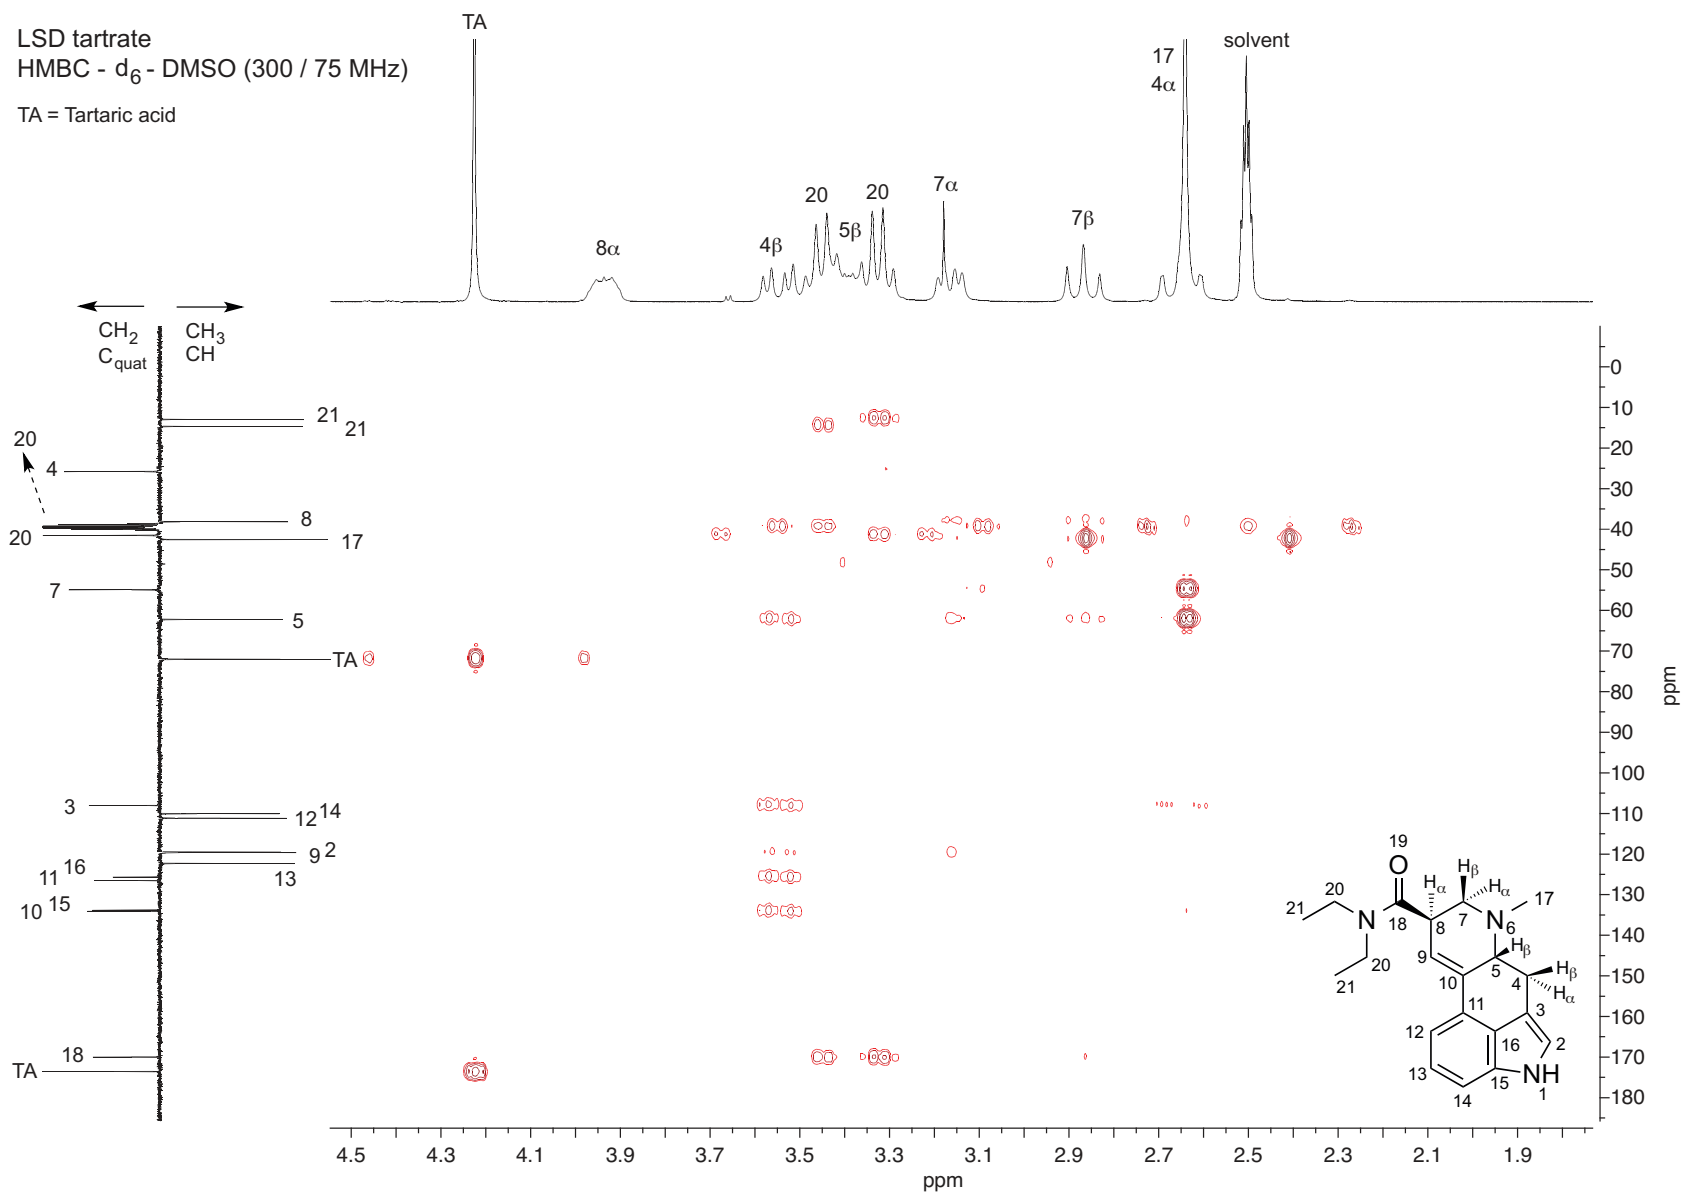 LSD tartrate
HMBC - d6 - DMSO (300 / 75 MHz)
TA = Tartaric acid
TA
8α
4β
20
5β
20
7α
7β
17
4α
solvent
CH2
Cquat
CH3
CH
21
21
20
4
8
20
17
7
5
TA
3
14
12
2
9
16
11
13
15
10
18
TA
0
10
20
30
40
50
60
70
80
90
100
110
120
130
140
150
160
170
180
ppm
19
O
Hβ
Hα
Hα
20
17
21
N
18
8
7
N
6
9
Hβ
5
Hβ
20
21
10
4
Hα
11
3
12
16
2
13
15
NH
14
1
4.5 4.3 4.1 3.9 3.7 3.5 3.3 3.1 2.9 2.7 2.5 2.3 2.1 1.9
ppm